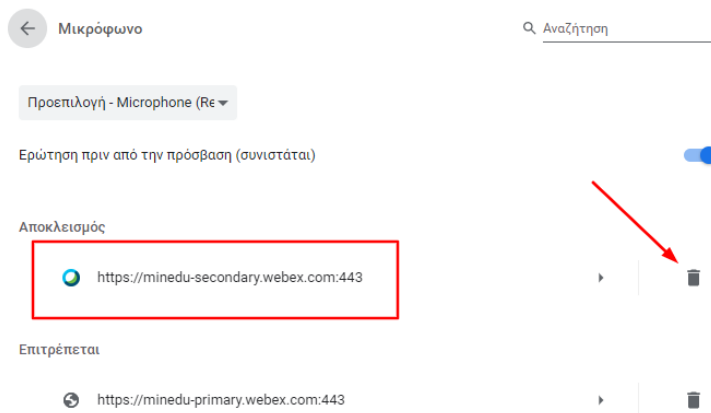 Μικρόφωνο
Αναζήτηση
Προεπιλογή - Microphone (Re
Ερώτηση πριν από την πρόσβαση (συνιστάται)
Αποκλεισμός
https://minedu-secondary.webex.com:443
Επιτρέπεται
https://minedu-primary.webex.com:443